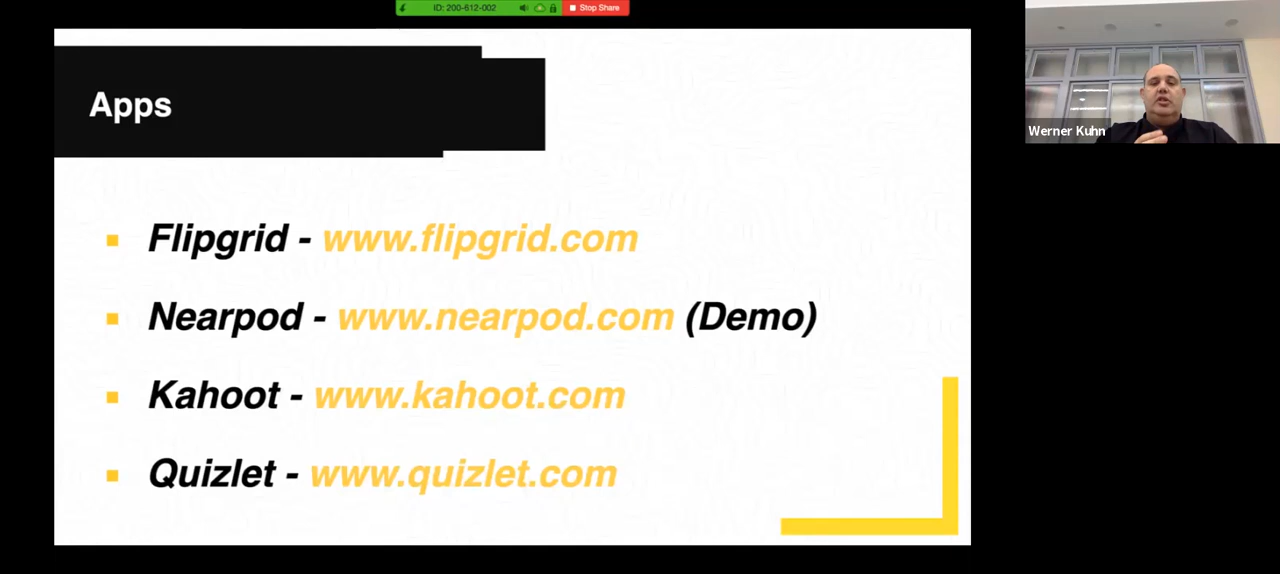 ID: 200-612-002 Stop Share
Apps
Werner Kuhn
Flipgrid - www.flipgrid.com
Nearpod - www.nearpod.com (Demo)
Kahoot - www.kahoot.com
Quizlet - www.quizlet.com